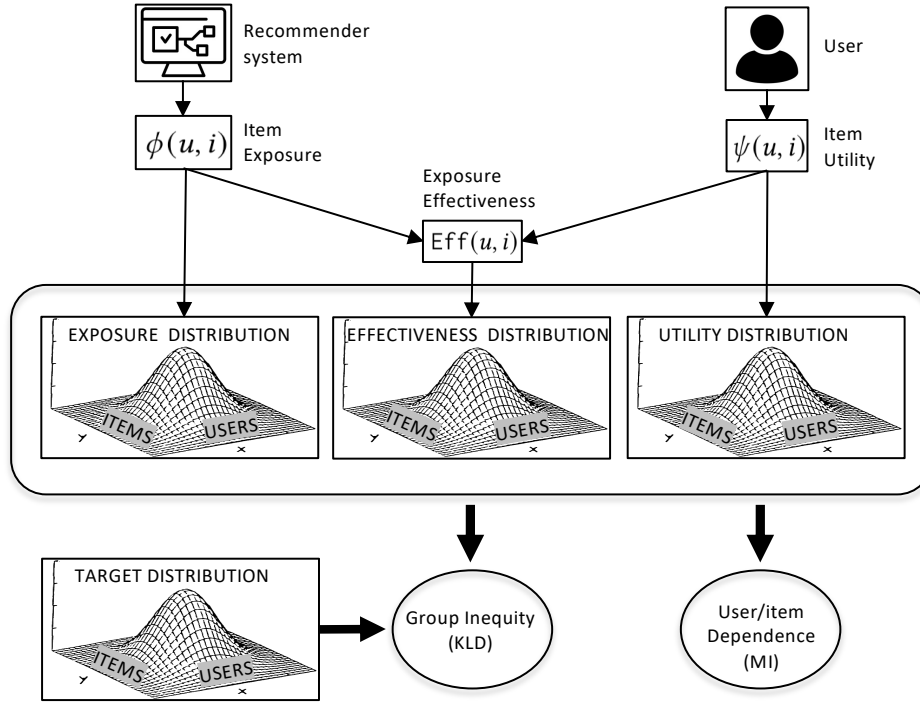 Recommender
system
User
ϕ(u, i)
Item
Exposure
ψ(u, i)
Item
Utility
Exposure
Effectiveness
Eff(u, i)
EXPOSURE DISTRIBUTION
ITEMS
USERS
Y
X
EFFECTIVENESS DISTRIBUTION
ITEMS
USERS
Y
X
UTILITY DISTRIBUTION
ITEMS
USERS
Y
X
TARGET DISTRIBUTION
ITEMS
USERS
Y
X
Group Inequity
(KLD)
User/item
Dependence
(MI)